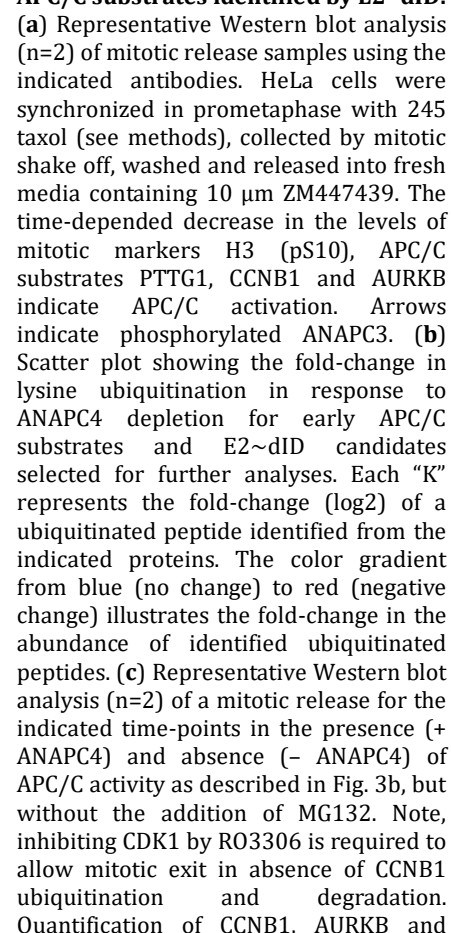 APC/C substrates identified by E2~dID.
(a) Representative Western blot analysis
(n=2) of mitotic release samples using the
indicated antibodies. HeLa cells were
synchronized in prometaphase with 245
taxol (see methods), collected by mitotic
shake off, washed and released into fresh
media containing 10 μm ZM447439. The
time-depended decrease in the levels of
mitotic markers H3 (pS10), APC/C
substrates PTTG1, CCNB1 and AURKB
indicate APC/C activation. Arrows
indicate phosphorylated ANAPC3. (b)
Scatter plot showing the fold-change in
lysine ubiquitination in response to
ANAPC4 depletion for early APC/C
substrates and E2~dID candidates
selected for further analyses. Each “K”
represents the fold-change (log2) of a
ubiquitinated peptide identified from the
indicated proteins. The color gradient
from blue (no change) to red (negative
change) illustrates the fold-change in the
abundance of identified ubiquitinated
peptides. (c) Representative Western blot
analysis (n=2) of a mitotic release for the
indicated time-points in the presence (+
ANAPC4) and absence (– ANAPC4) of
APC/C activity as described in Fig. 3b, but
without the addition of MG132. Note,
inhibiting CDK1 by RO3306 is required to
allow mitotic exit in absence of CCNB1
ubiquitination and degradation.
Quantification of CCNB1, AURKB and